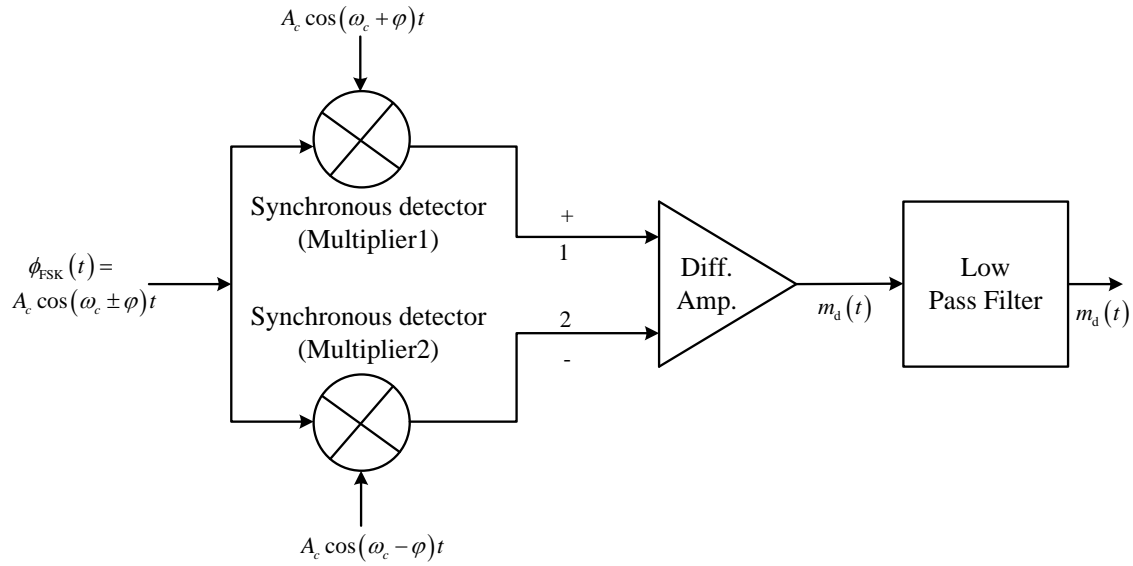 A_c cos(ω_c + φ)t
Synchronous detector
(Multiplier1)
+
1
ϕ_FSK(t) =
A_c cos(ω_c ± φ)t
Diff.
Amp.
m_d(t)
Low
Pass Filter
m_d(t)
Synchronous detector
(Multiplier2)
2
-
A_c cos(ω_c − φ)t